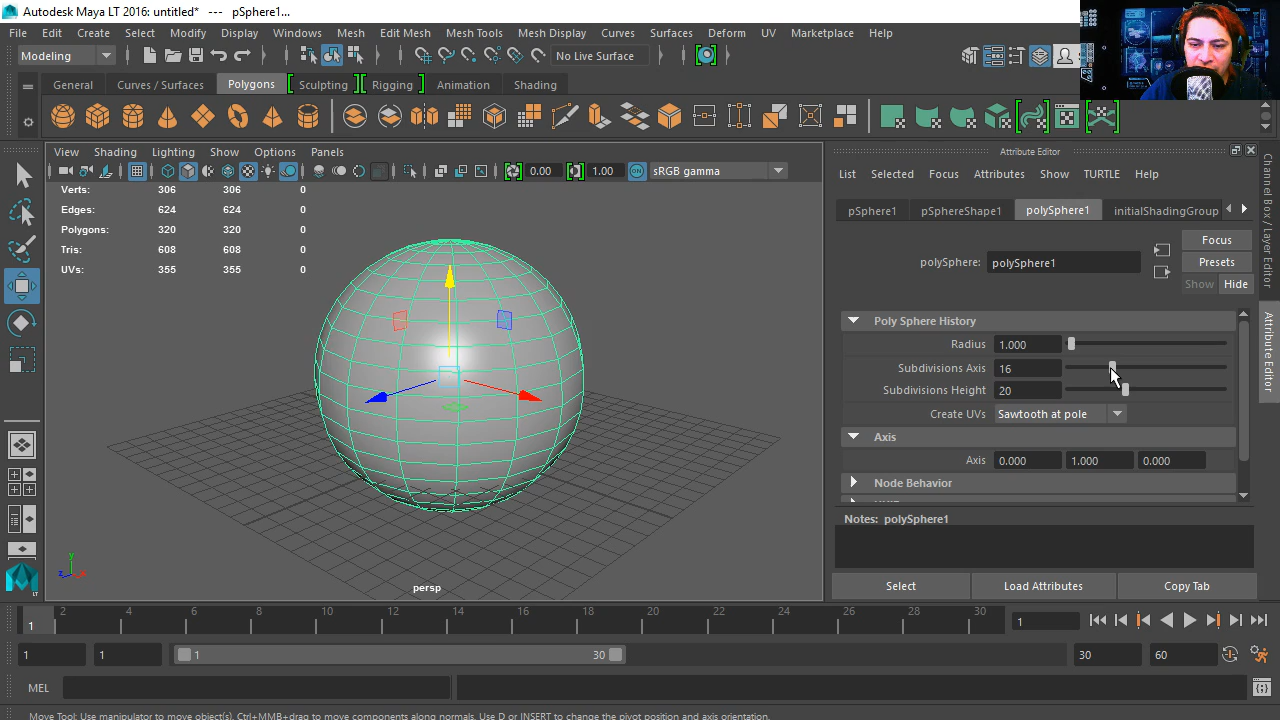 Autodesk Maya LT 2016: untitled* --- pSphere1...
File Edit Create Select Modify Display Windows Mesh Edit Mesh Mesh Tools Mesh Display Curves Surfaces Deform UV Marketplace Help
Modeling No Live Surface
General Curves / Surfaces Polygons Sculpting Rigging Animation Shading
View Shading Lighting Show Options Panels
0.00 1.00 ON sRGB gamma
Verts: 306 306 0
Edges: 624 624 0
Polygons: 320 320 0
Tris: 608 608 0
UVs: 355 355 0
y
z
persp
Attribute Editor
List Selected Focus Attributes Show TURTLE Help
pSphere1 pSphereShape1 polySphere1 initialShadingGroup
Focus
polySphere: polySphere1 Presets
Show Hide
Poly Sphere History
Radius 1.000
Subdivisions Axis 16
Subdivisions Height 20
Create UVs Sawtooth at pole
Axis
Axis 0.000 1.000 0.000
Node Behavior
Notes: polySphere1
Select Load Attributes Copy Tab
Channel Box / Layer Editor
Attribute Editor
LT
1 2 4 6 8 10 12 14 16 18 20 22 24 26 28 30 1
1 1 1 30 30 60
MEL
Move Tool: Use manipulator to move object(s). Ctrl+MMB+drag to move components along normals. Use D or INSERT to change the pivot position and axis orientation.